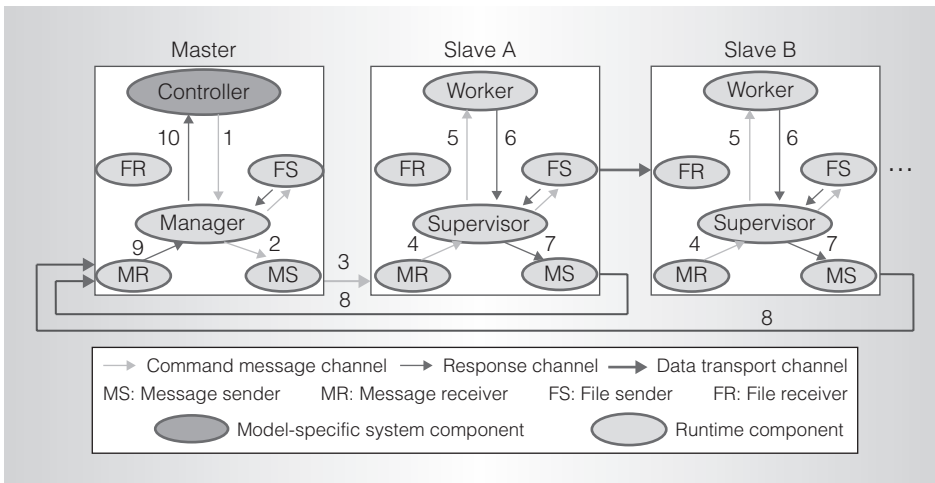 Master Slave A Slave B
Controller Worker Worker
10 1 5 6 5 6
FR FS FR FS FR FS ...
Manager Supervisor Supervisor
9 2 4 7 4 7
MR MS 3 MR MS MR MS
8
8
Command message channel Response channel Data transport channel
MS: Message sender MR: Message receiver FS: File sender FR: File receiver
Model-specific system component Runtime component